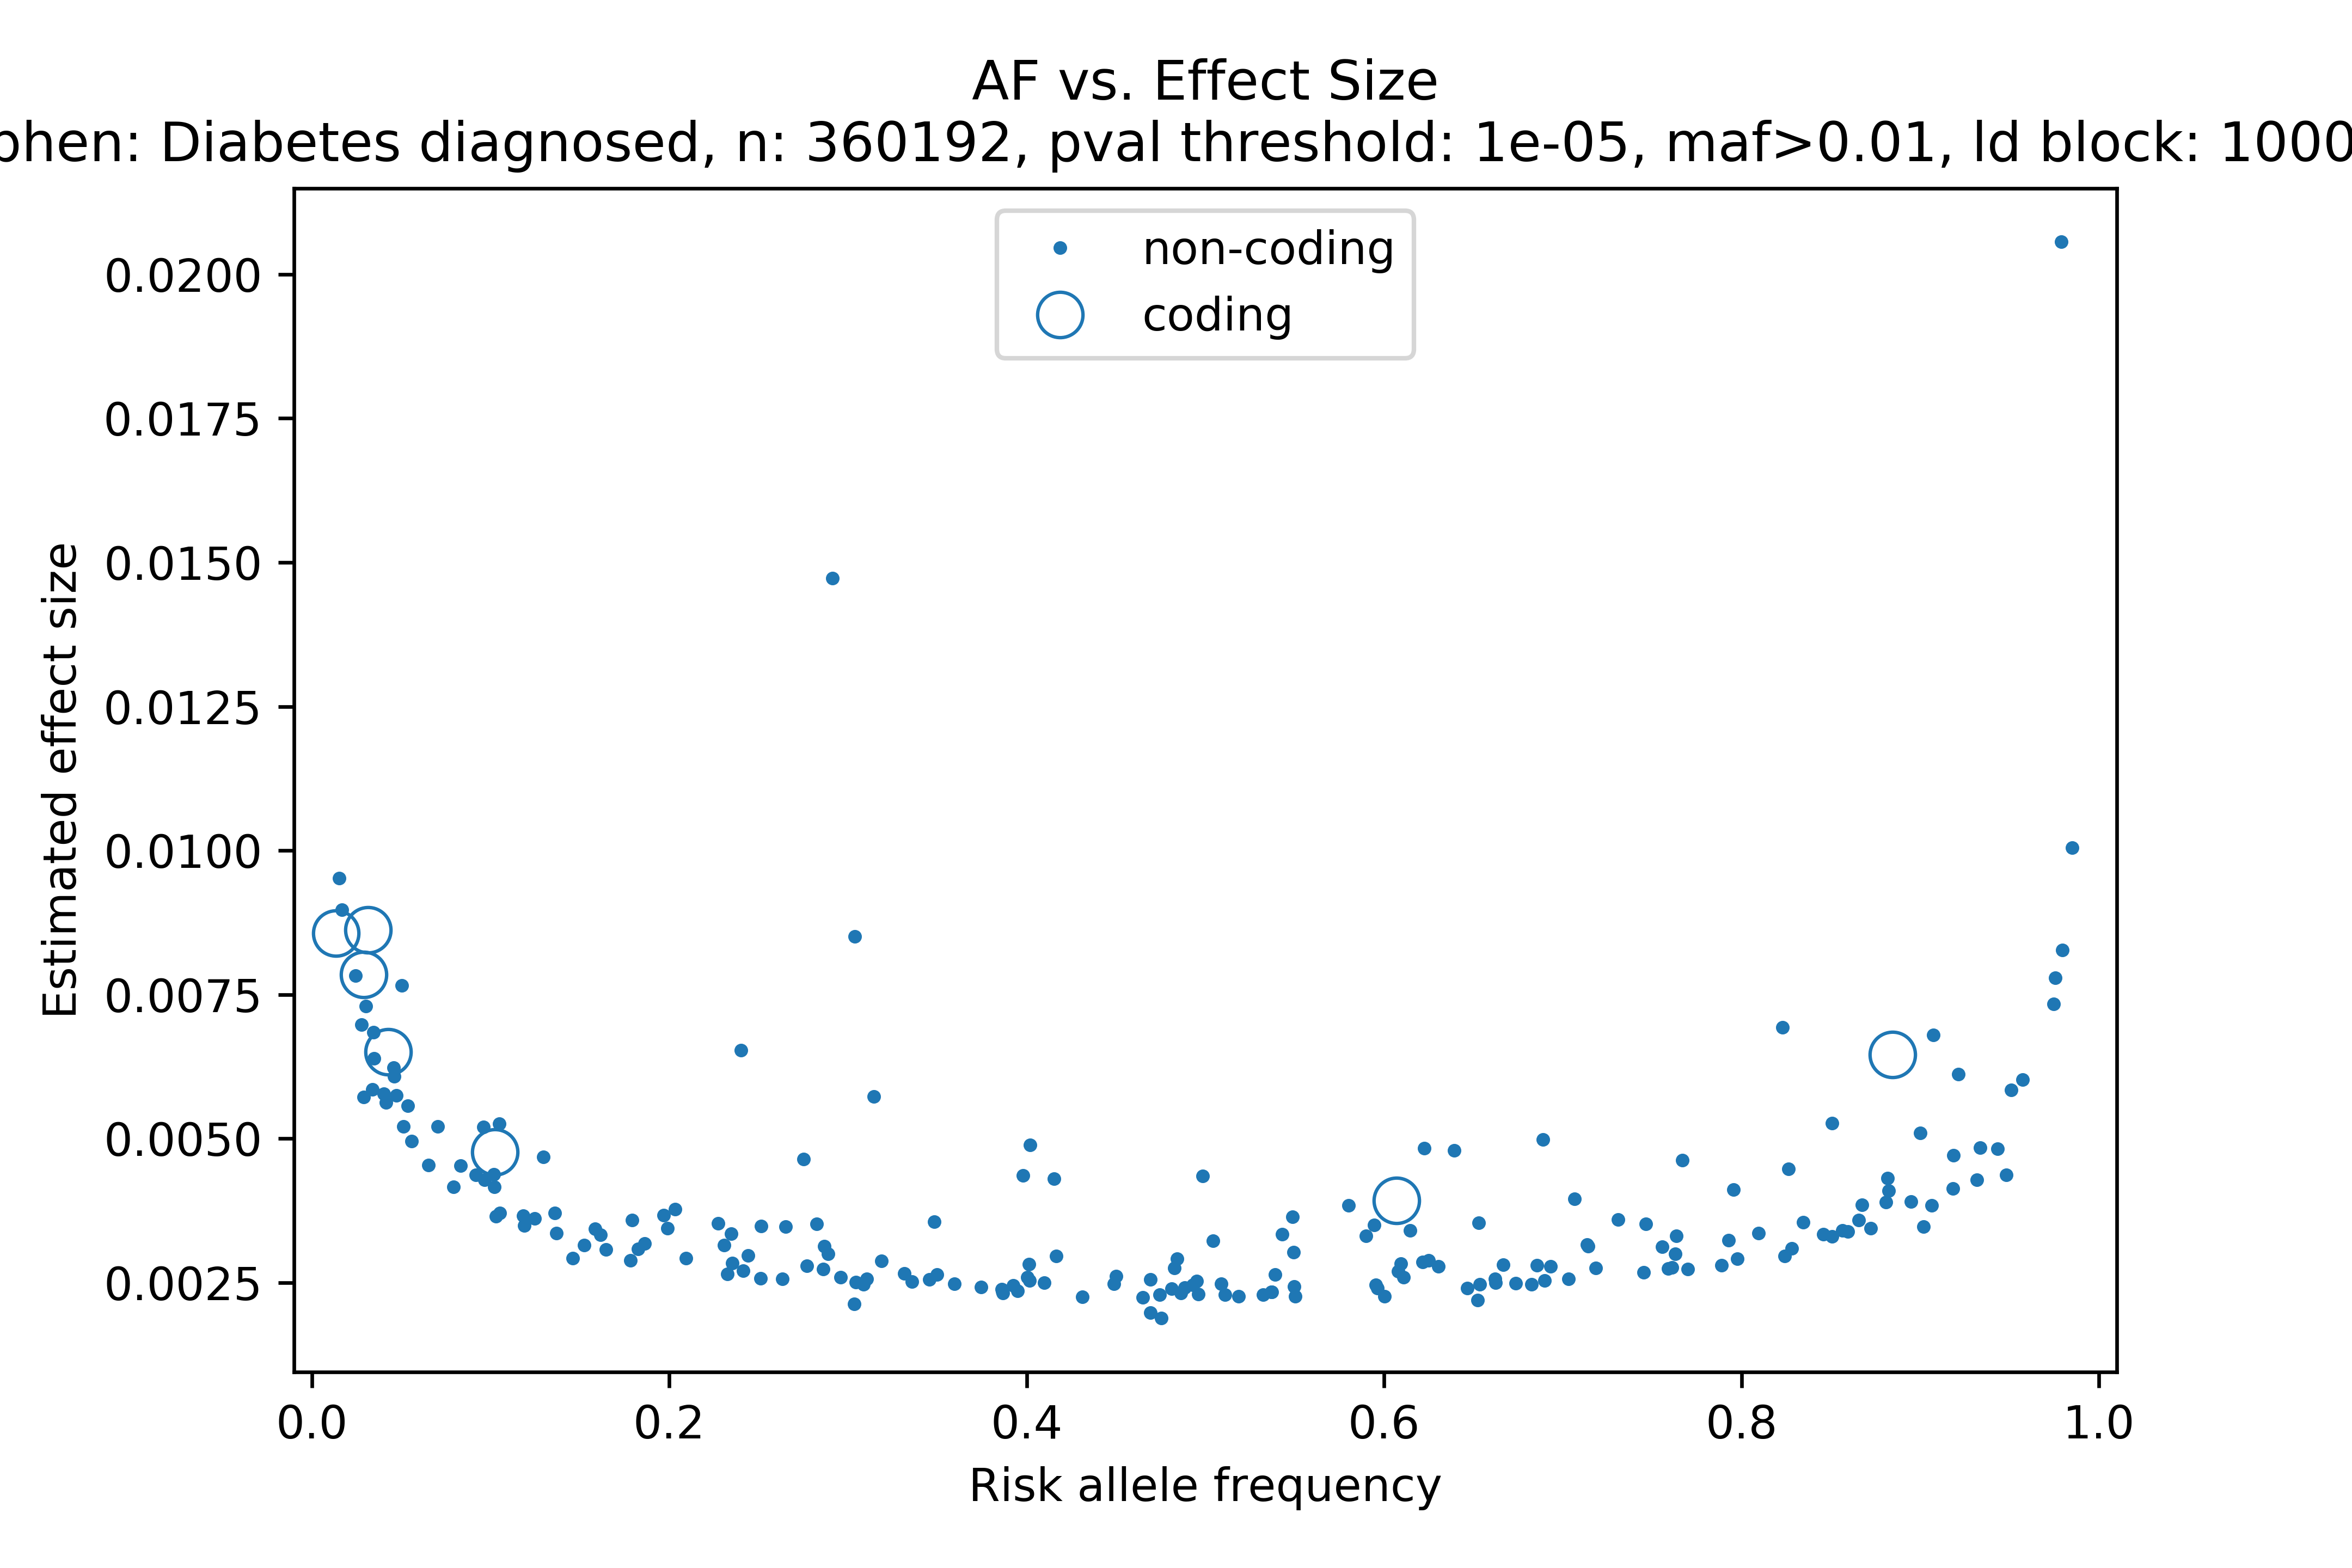 AF vs. Effect Size
phen: Diabetes diagnosed, n: 360192, pval threshold: 1e-05, maf>0.01, ld block: 1000
non-coding
coding
0.0200
0.0175
0.0150
0.0125
0.0100
0.0075
0.0050
0.0025
Estimated effect size
0.0
0.2
0.4
0.6
0.8
1.0
Risk allele frequency